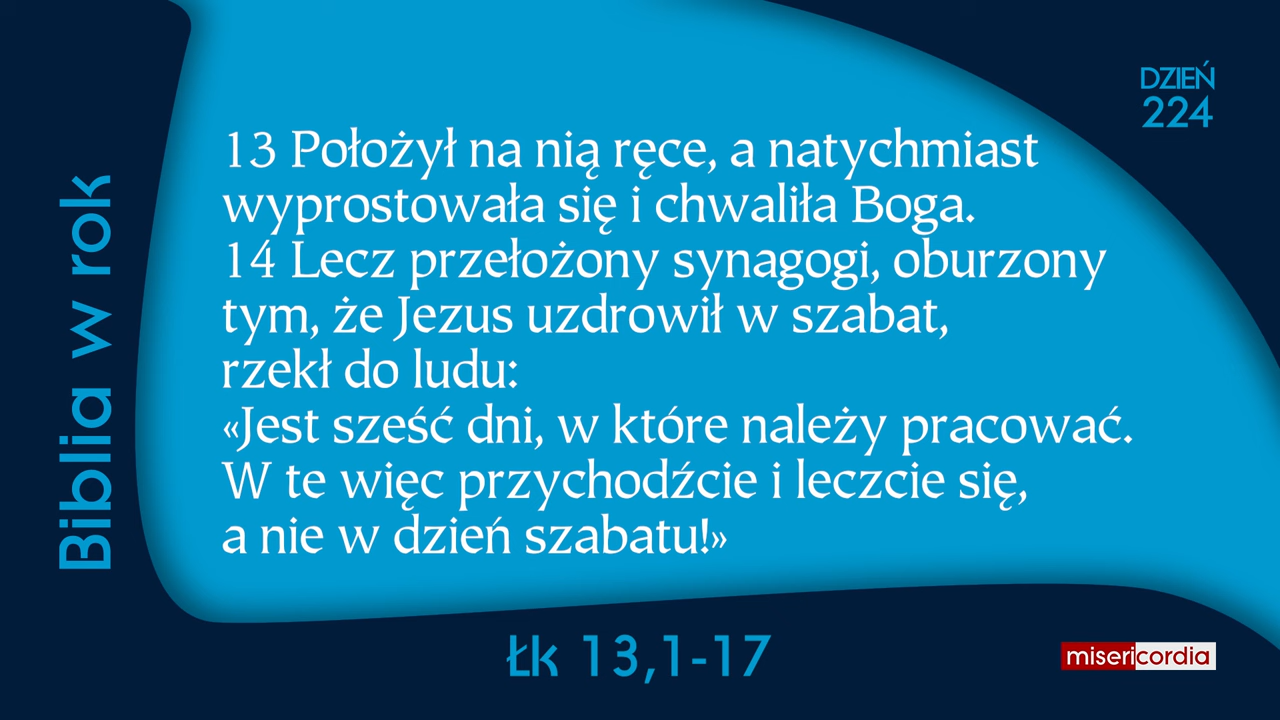 DZIEŃ
224
Biblia w rok
13 Położył na nią ręce, a natychmiast
wyprostowała się i chwaliła Boga.
14 Lecz przełożony synagogi, oburzony
tym, że Jezus uzdrowił w szabat,
rzekł do ludu:
«Jest sześć dni, w które należy pracować.
W te więc przychodźcie i leczcie się,
a nie w dzień szabatu!»
Łk 13,1-17
misericordia